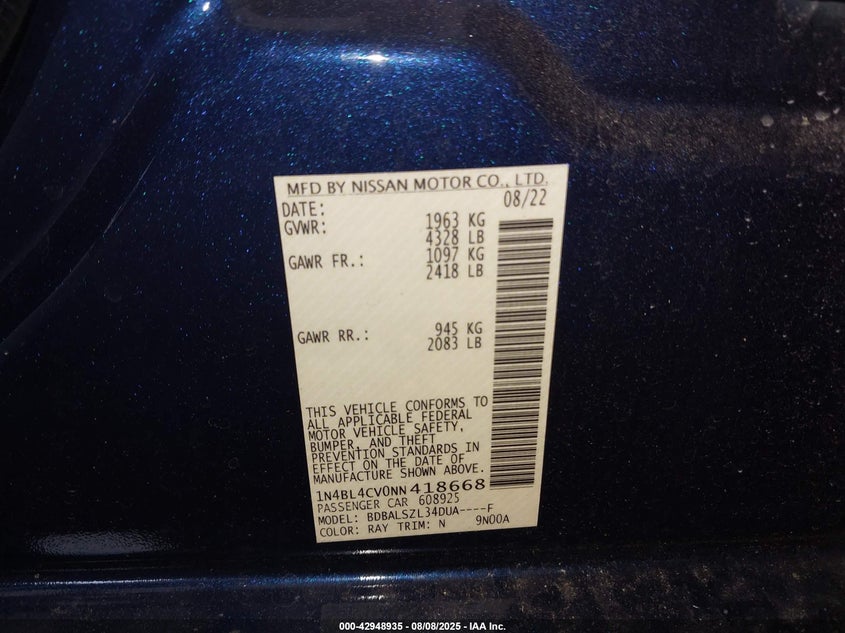 MFD BY NISSAN MOTOR CO., LTD.
DATE: 08/22
GVWR: 1963 KG
4328 LB
GAWR FR.: 1097 KG
2418 LB
GAWR RR.: 945 KG
2083 LB
THIS VEHICLE CONFORMS TO
ALL APPLICABLE FEDERAL
MOTOR VEHICLE SAFETY,
BUMPER, AND THEFT
PREVENTION STANDARDS IN
EFFECT ON THE DATE OF
MANUFACTURE SHOWN ABOVE.
1N4BL4CV0NN418668
PASSENGER CAR 608925
MODEL: BDBALSZL34DUA----F
COLOR: RAY TRIM: N 9N00A
000-42948935 - 08/08/2025 - IAA Inc.